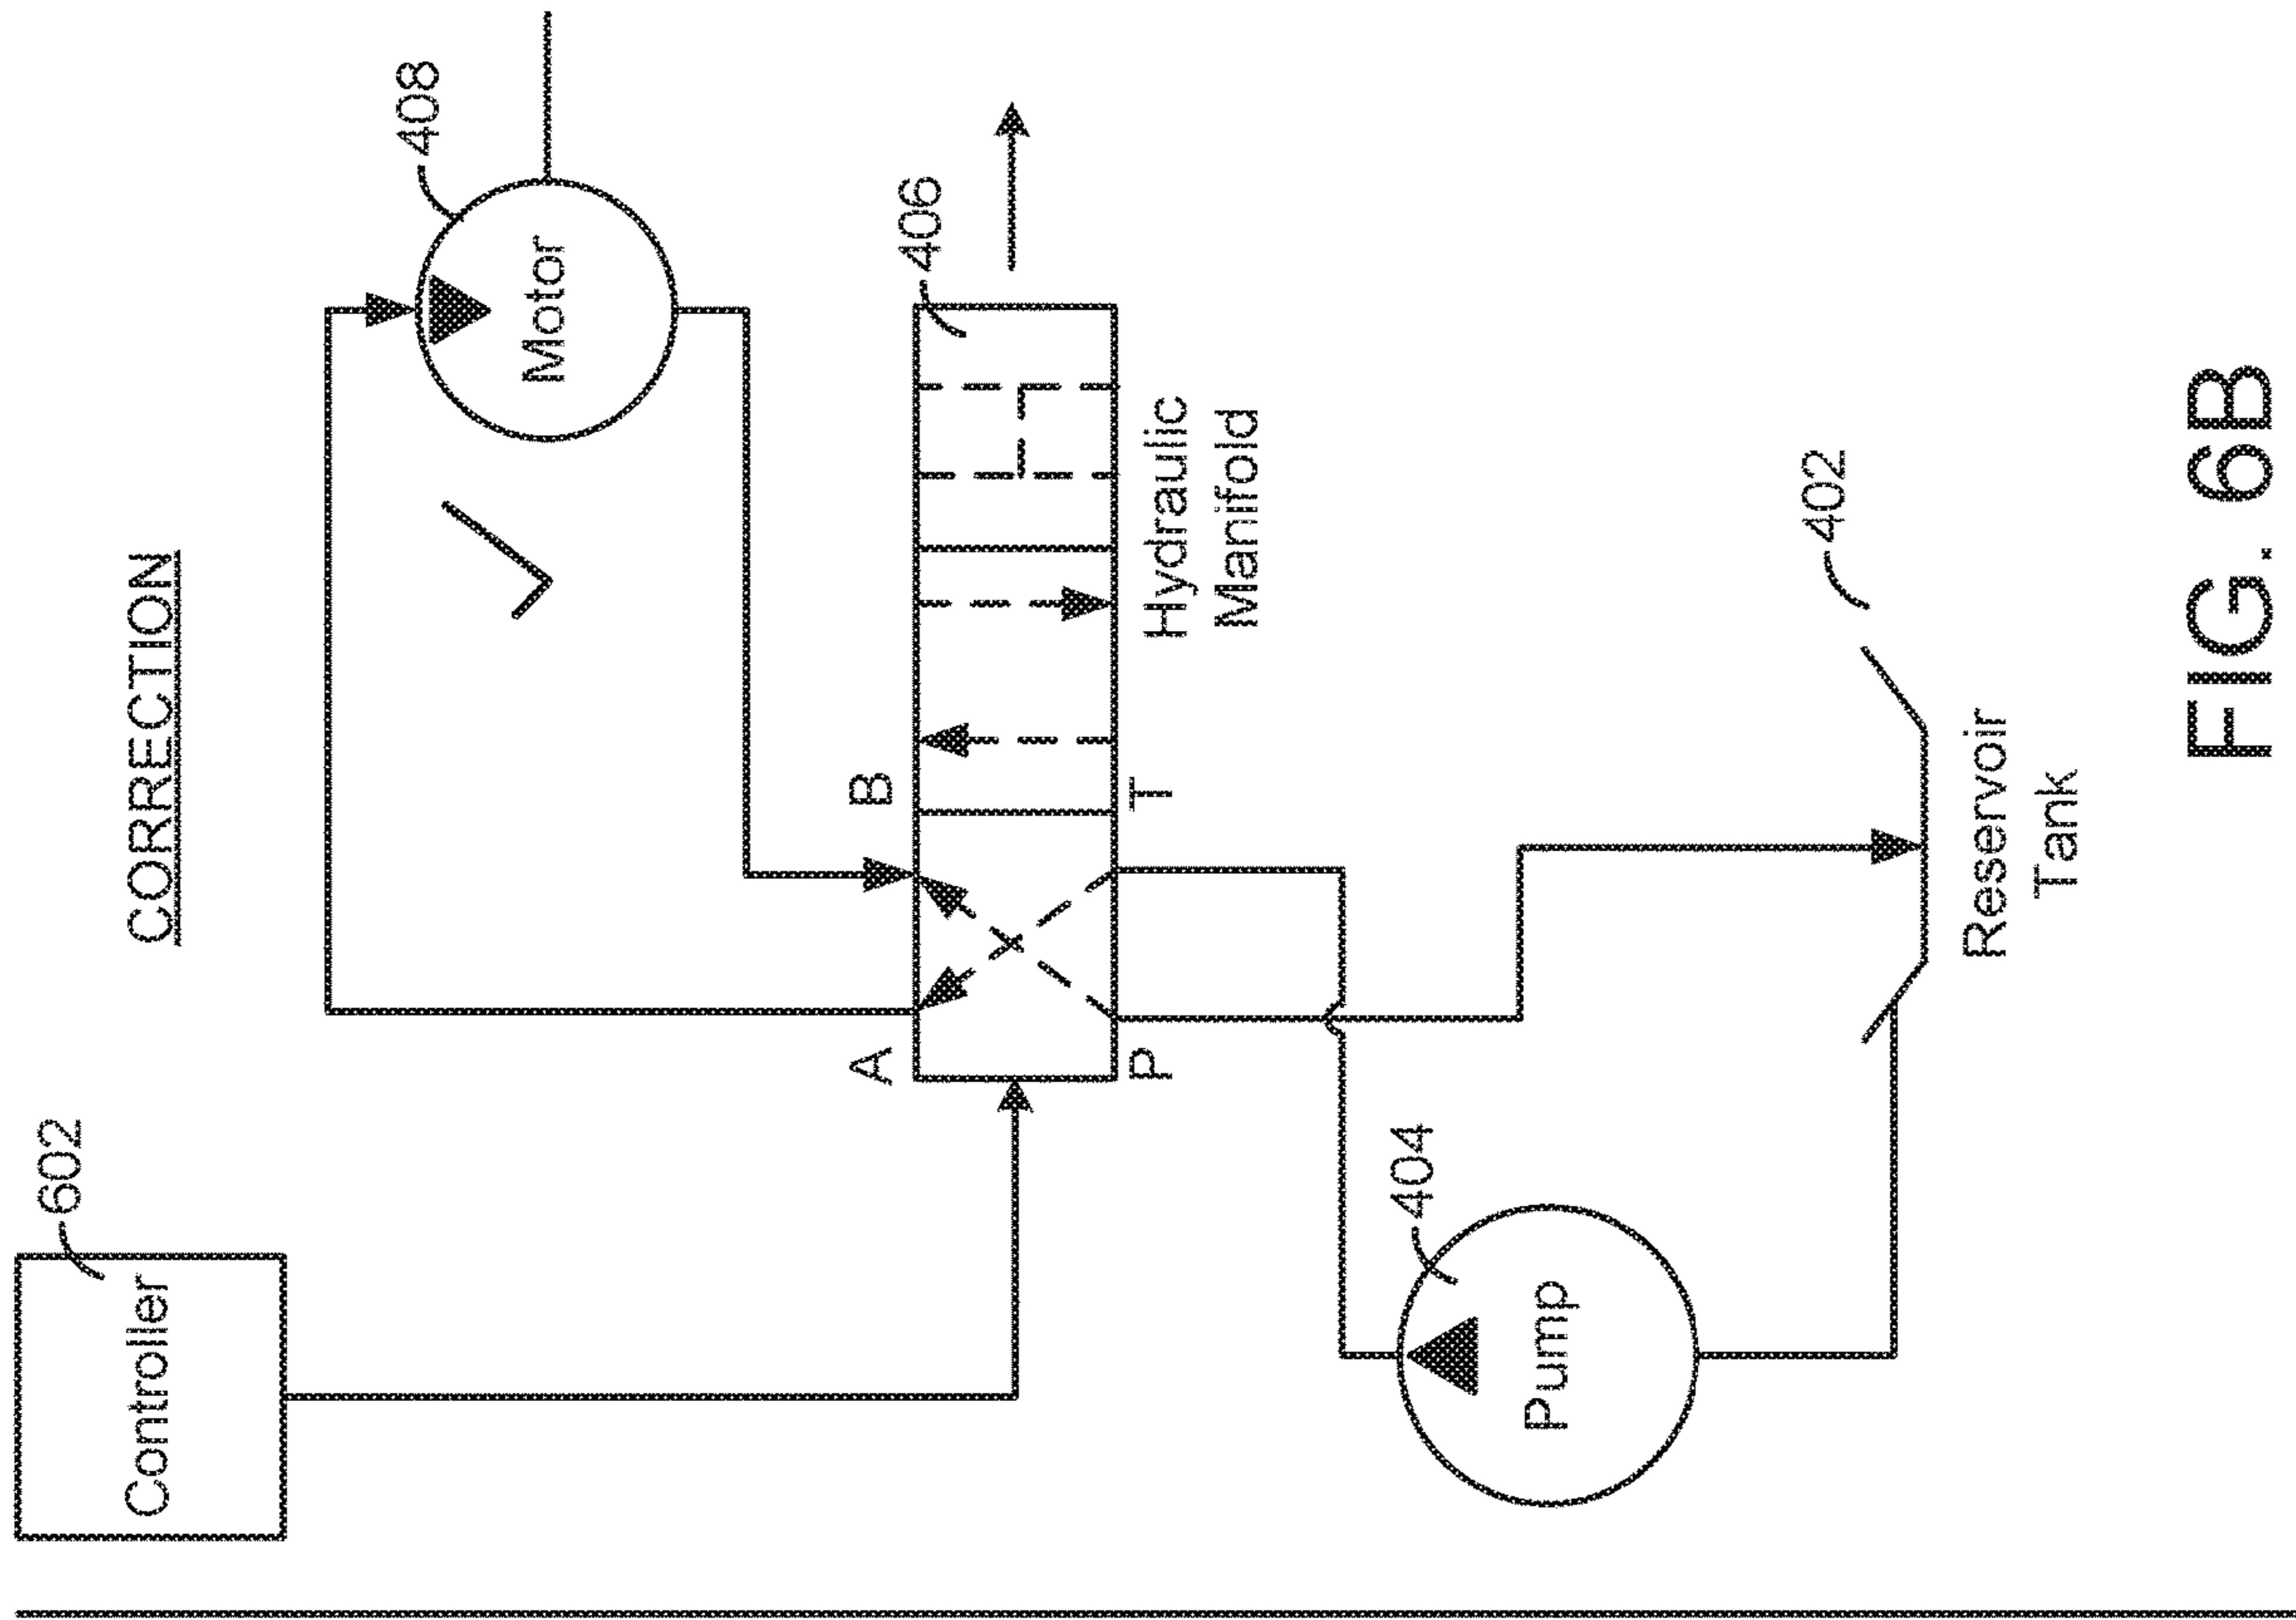 CORRECTION
602
Controller
408
Motor
A
B
406
P
T
Hydraulic
Manifold
404
Pump
402
Reservoir
Tank
FIG. 6B